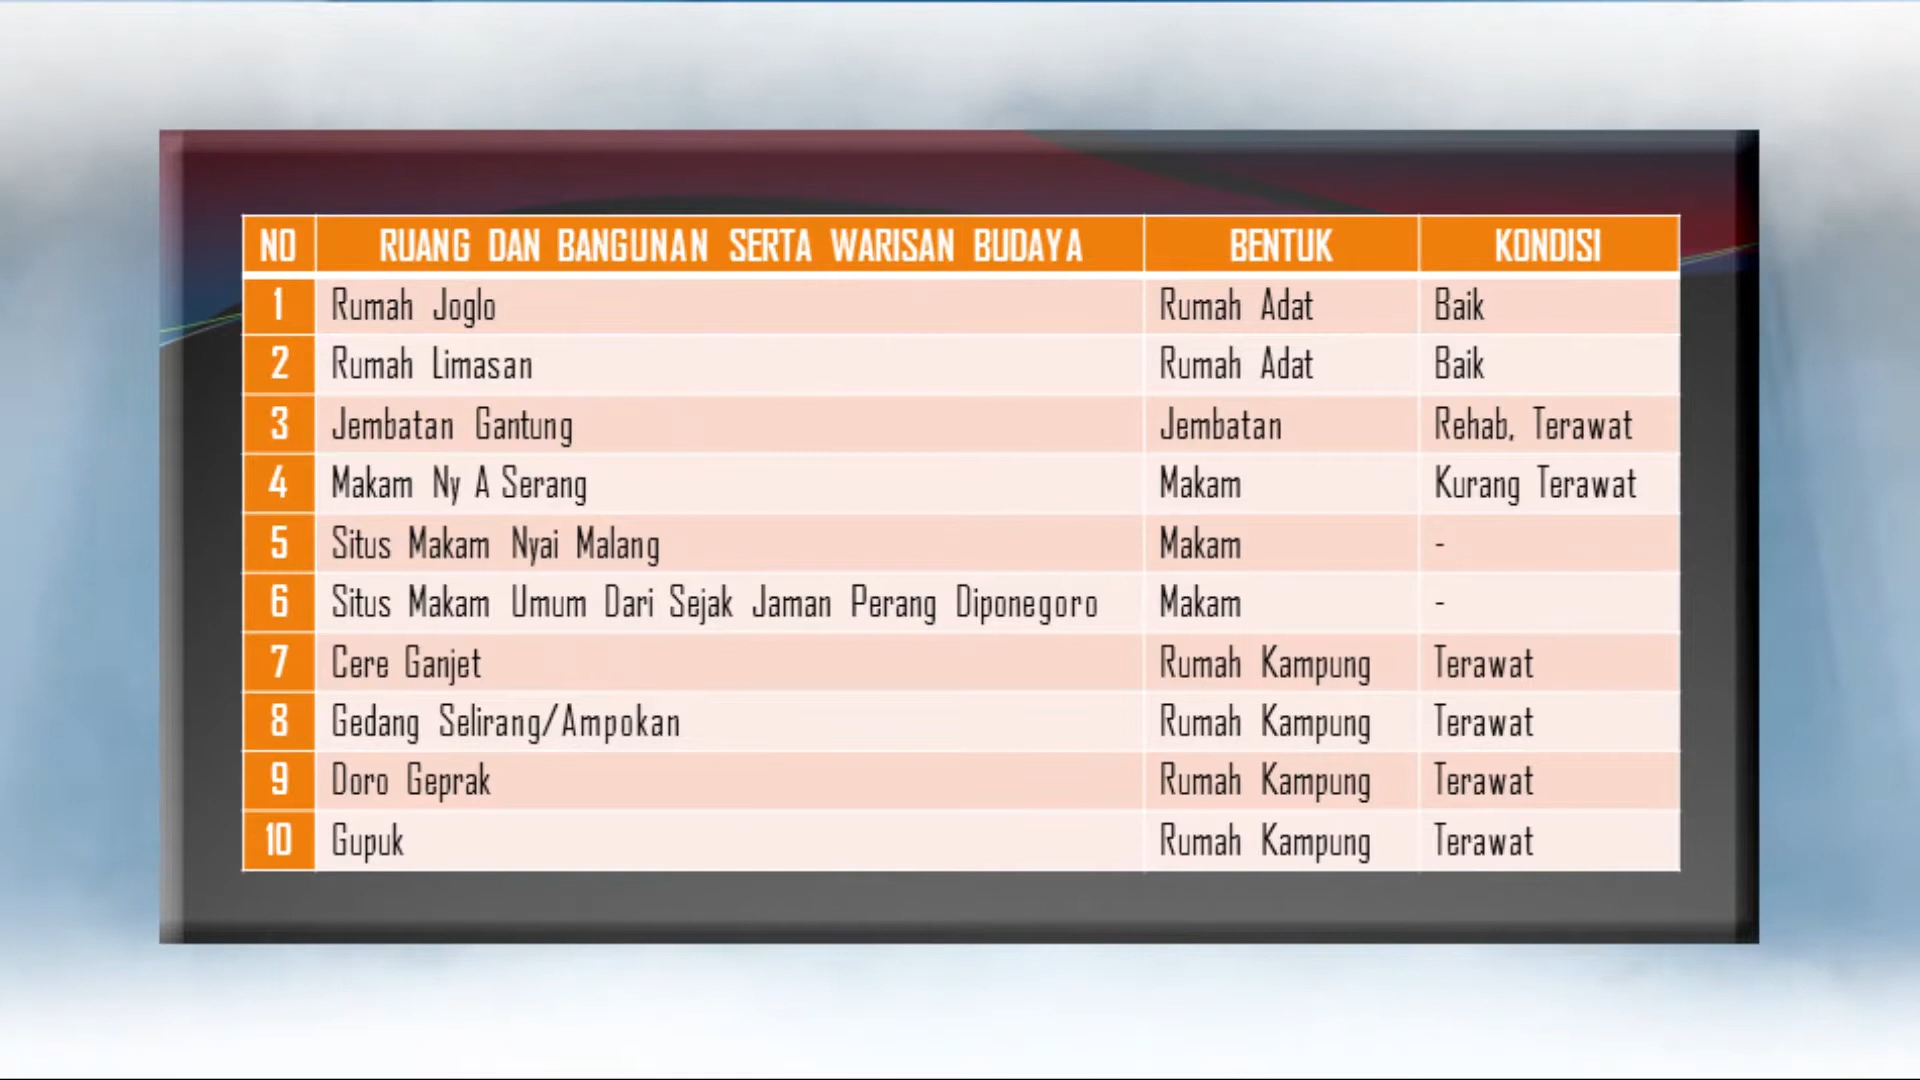 NO RUANG DAN BANGUNAN SERTA WARISAN BUDAYA BENTUK KONDISI
1 Rumah Joglo Rumah Adat Baik
2 Rumah Limasan Rumah Adat Baik
3 Jembatan Gantung Jembatan Rehab, Terawat
4 Makam Ny A Serang Makam Kurang Terawat
5 Situs Makam Nyai Malang Makam -
6 Situs Makam Umum Dari Sejak Jaman Perang Diponegoro Makam -
7 Cere Ganjet Rumah Kampung Terawat
8 Gedang Selirang/Ampokan Rumah Kampung Terawat
9 Doro Geprak Rumah Kampung Terawat
10 Gupuk Rumah Kampung Terawat